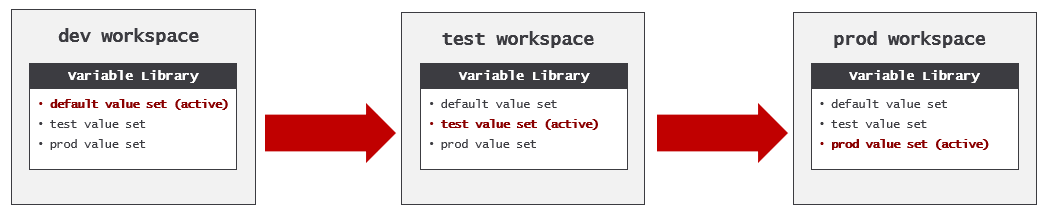 dev workspace
Variable Library
• default value set (active)
• test value set
• prod value set
test workspace
Variable Library
• default value set
• test value set (active)
• prod value set
prod workspace
Variable Library
• default value set
• test value set
• prod value set (active)